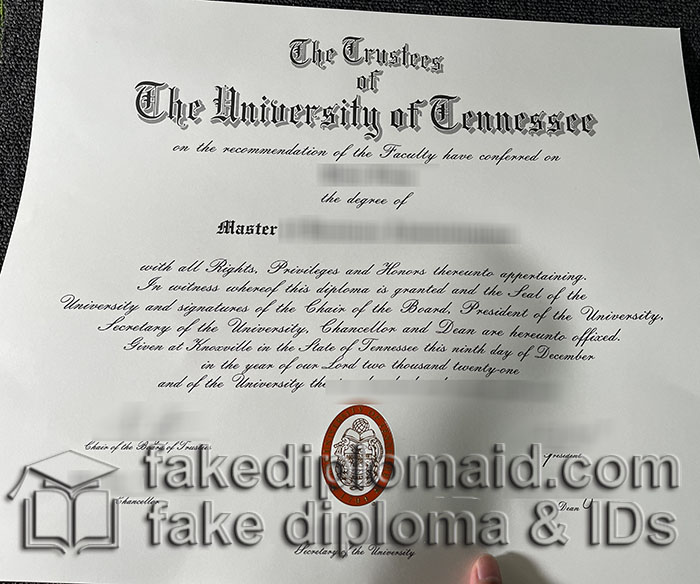 The Trustees
of
The University of Tennessee
on the recommendation of the Faculty have conferred on
the degree of
Master
with all Rights, Privileges and Honors thereunto appertaining.
In witness whereof this diploma is granted and the Seal of the
University and signatures of the Chair of the Board, President of the University,
Secretary of the University, Chancellor and Dean are hereunto affixed.
Given at Knoxville in the State of Tennessee this ninth day of December
in the year of our Lord two thousand twenty-one
and of the University the
Chair of the Board of Trustees
President
Chancellor
Dean
Secretary of the University
fakediplomaid.com
fake diploma & IDs